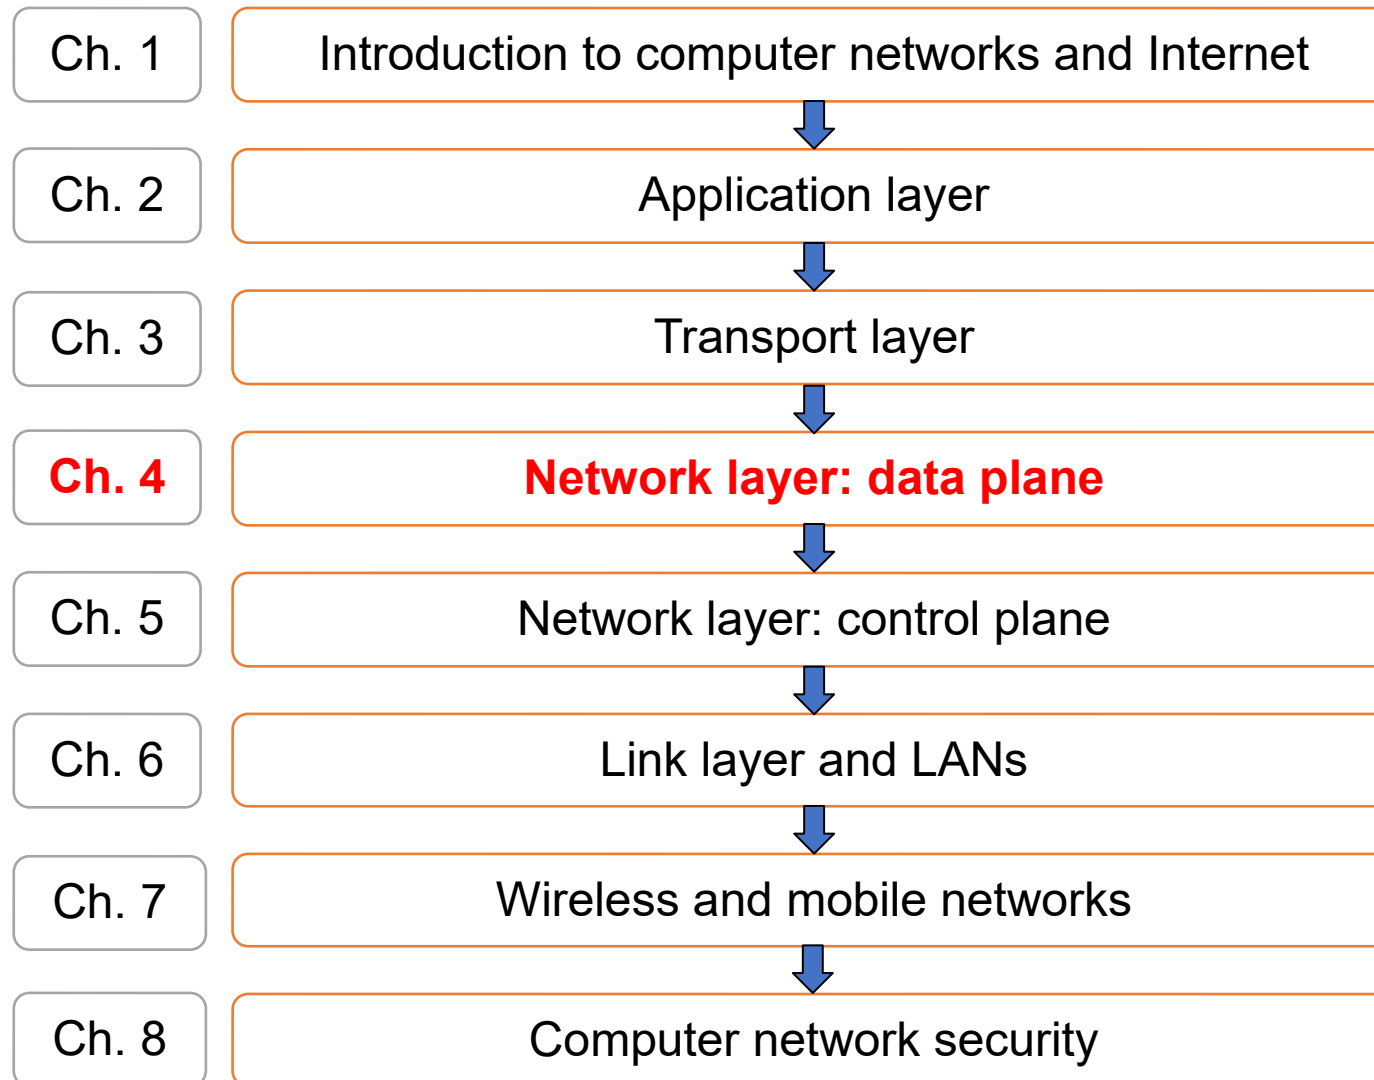 Ch. 1 Introduction to computer networks and Internet
Ch. 2 Application layer
Ch. 3 Transport layer
Ch. 4 Network layer: data plane
Ch. 5 Network layer: control plane
Ch. 6 Link layer and LANs
Ch. 7 Wireless and mobile networks
Ch. 8 Computer network security